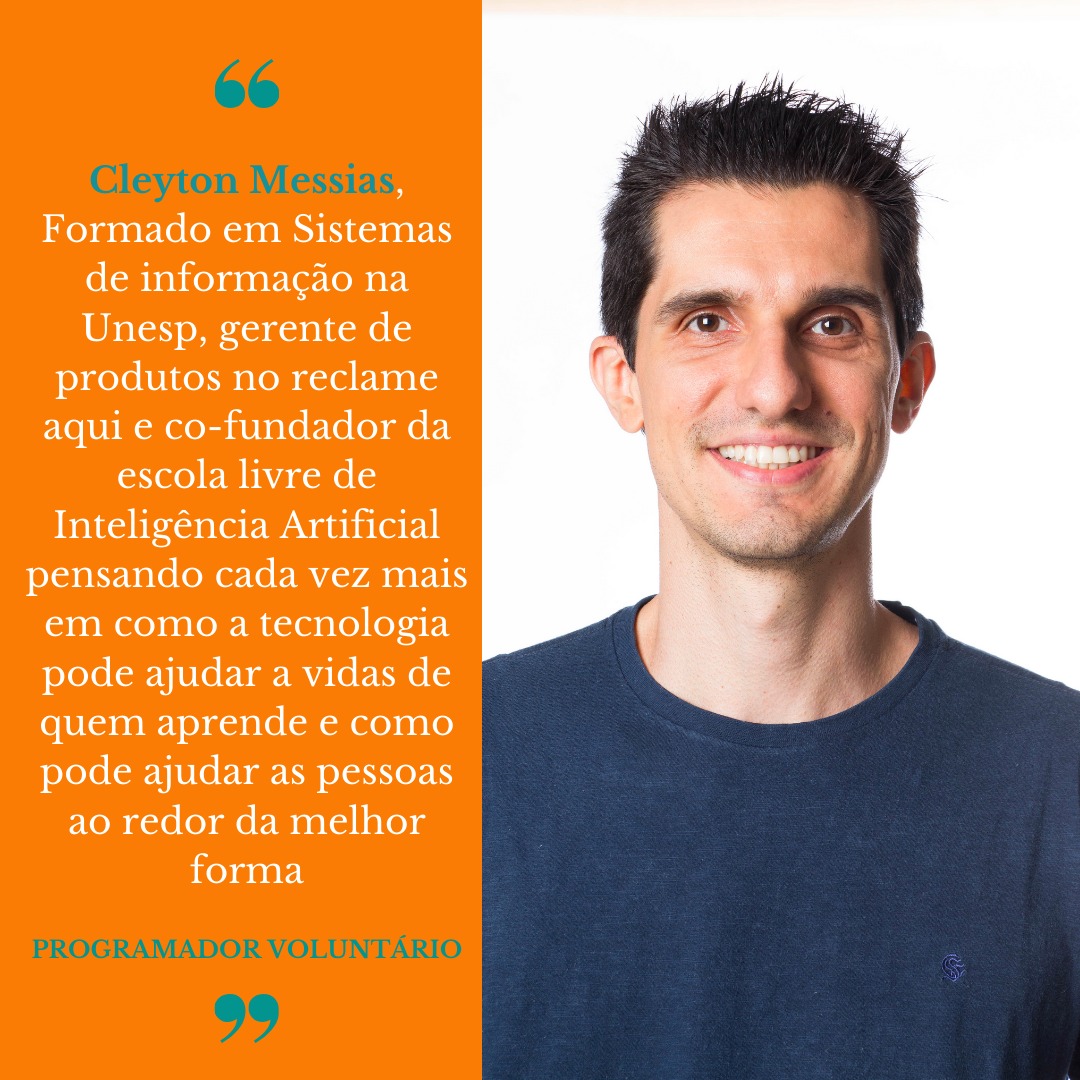 “
Cleyton Messias,
Formado em Sistemas
de informação na
Unesp, gerente de
produtos no reclame
aqui e co-fundador da
escola livre de
Inteligência Artificial
pensando cada vez mais
em como a tecnologia
pode ajudar a vidas de
quem aprende e como
pode ajudar as pessoas
ao redor da melhor
forma
PROGRAMADOR VOLUNTÁRIO
”